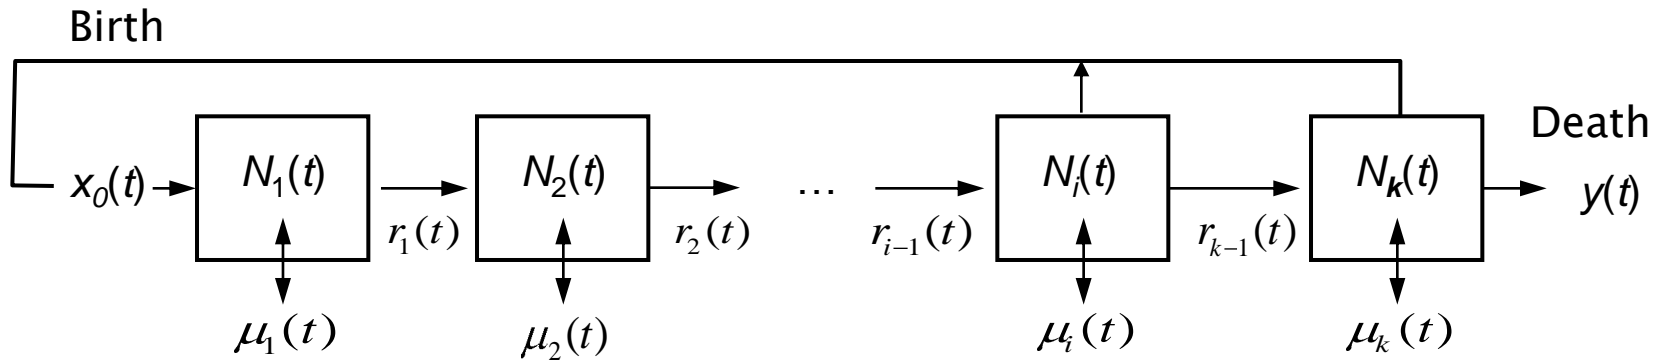 Birth
Death
x₀(t) N₁(t) N₂(t) ... Nᵢ(t) Nₖ(t) y(t)
r₁(t) r₂(t) rᵢ₋₁(t) rₖ₋₁(t)
μ₁(t) μ₂(t) μᵢ(t) μₖ(t)